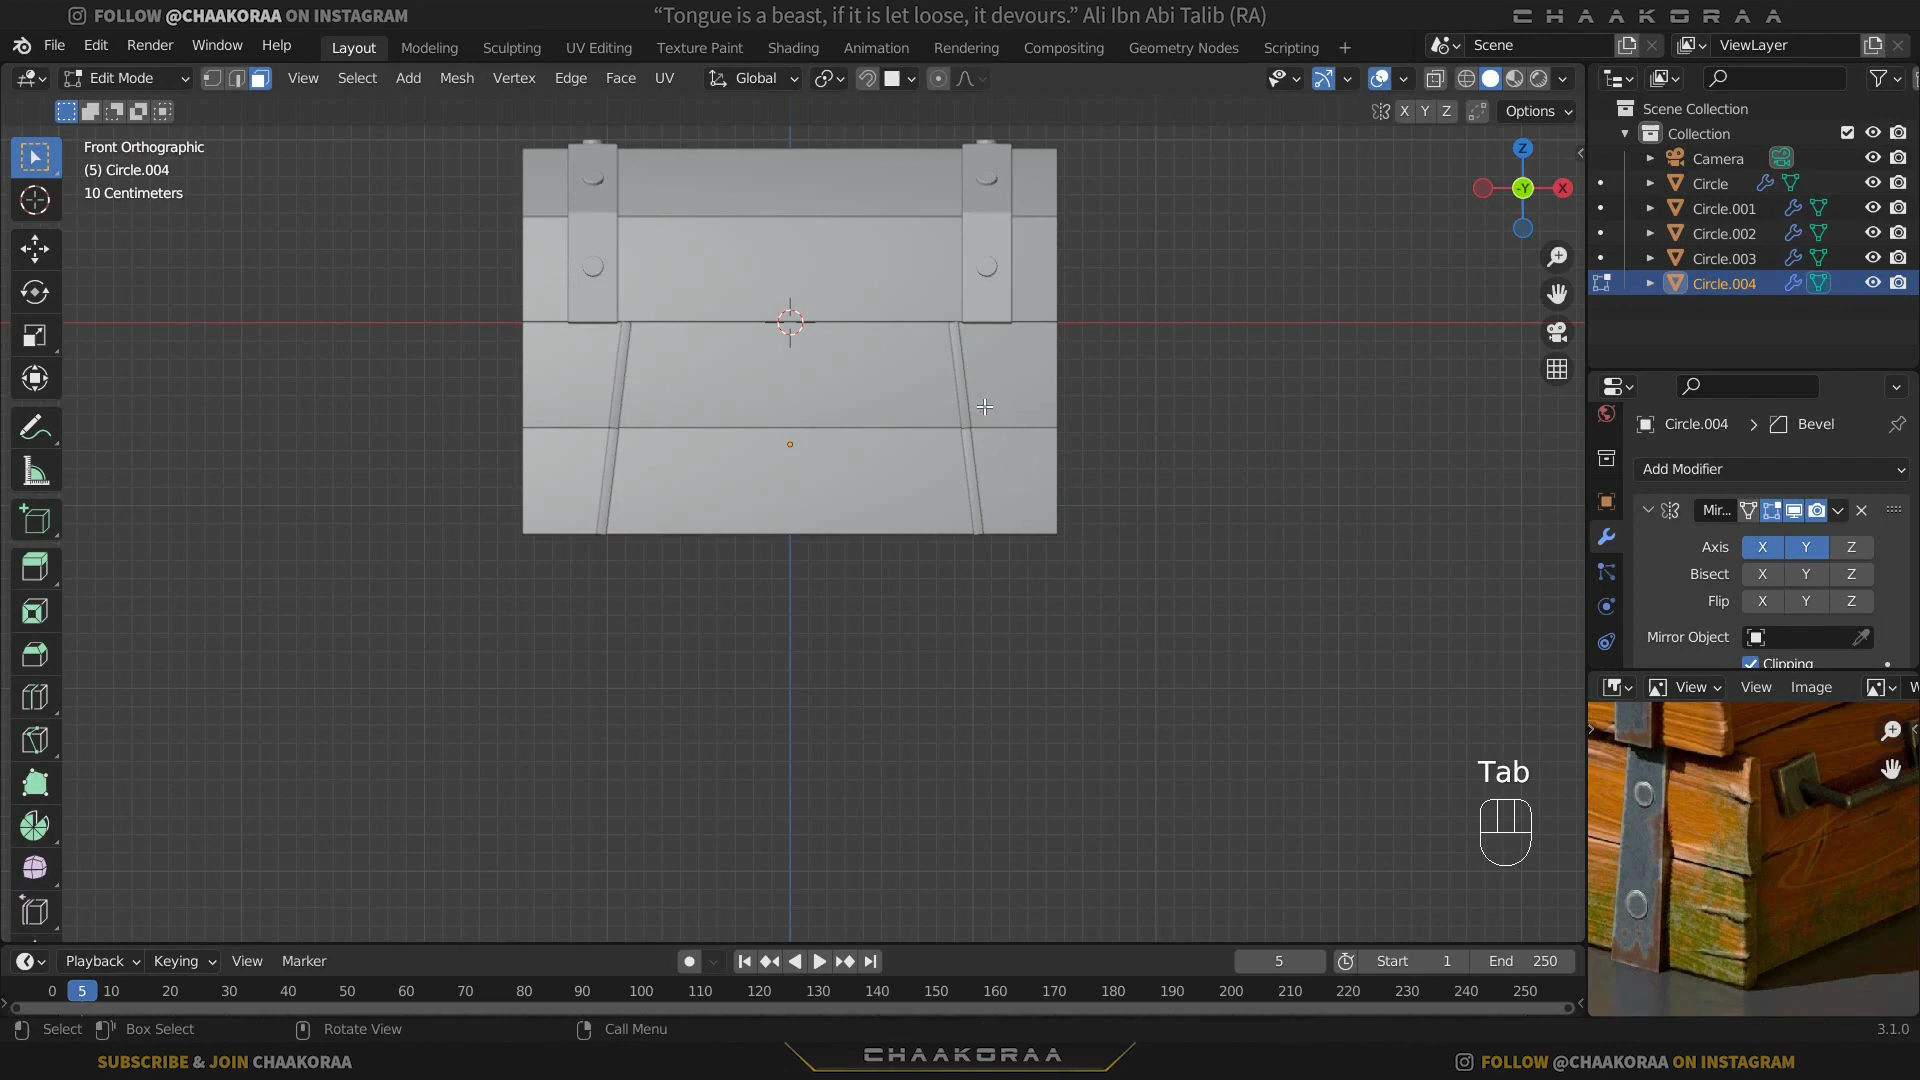 FOLLOW @CHAAKORAA ON INSTAGRAM
“Tongue is a beast, if it is let loose, it devours.” Ali Ibn Abi Talib (RA)
CHAAKORAA
File Edit Render Window Help
Layout Modeling Sculpting UV Editing Texture Paint Shading Animation Rendering Compositing Geometry Nodes Scripting +
Scene
ViewLayer
Edit Mode
View Select Add Mesh Vertex Edge Face UV
Global
X Y Z
Options
Front Orthographic
(5) Circle.004
10 Centimeters
Z
-Y
X
Scene Collection
Collection
Camera
Circle
Circle.001
Circle.002
Circle.003
Circle.004
Circle.004 > Bevel
Add Modifier
Mir...
Axis X Y Z
Bisect X Y Z
Flip X Y Z
Mirror Object
Clipping
View View Image W
Tab
Playback Keying View Marker
5
Start 1
End 250
0 5 10 20 30 40 50 60 70 80 90 100 110 120 130 140 150 160 170 180 190 200 210 220 230 240 250
Select Box Select Rotate View Call Menu
3.1.0
SUBSCRIBE & JOIN CHAAKORAA
CHAAKORAA
FOLLOW @CHAAKORAA ON INSTAGRAM